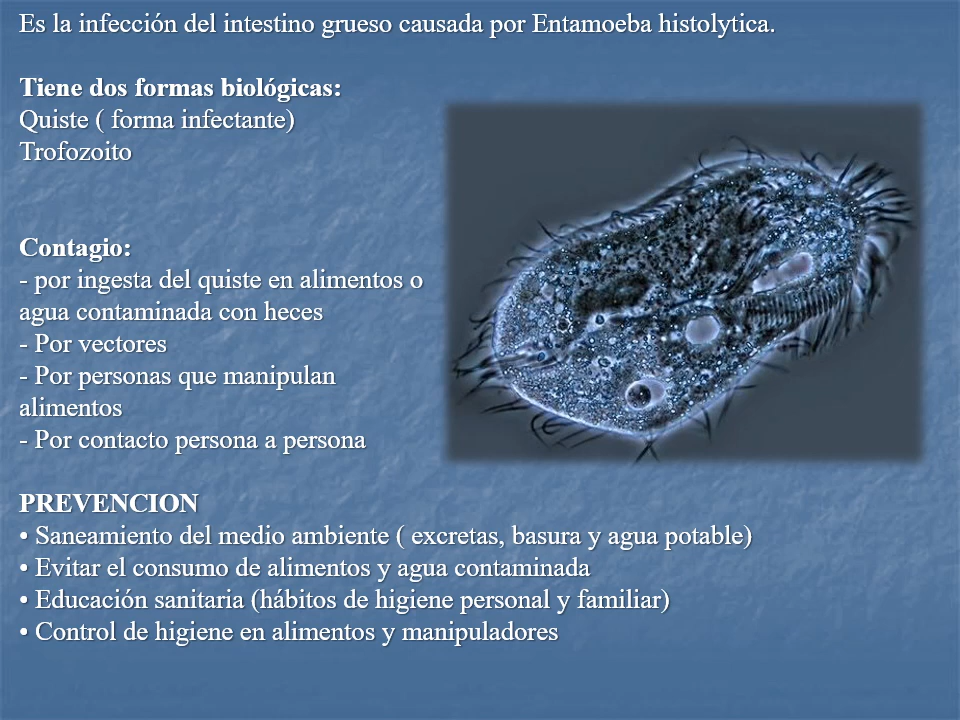 Es la infección del intestino grueso causada por Entamoeba histolytica.
Tiene dos formas biológicas:
Quiste ( forma infectante)
Trofozoito
Contagio:
- por ingesta del quiste en alimentos o
agua contaminada con heces
- Por vectores
- Por personas que manipulan
alimentos
- Por contacto persona a persona
PREVENCION
• Saneamiento del medio ambiente ( excretas, basura y agua potable)
• Evitar el consumo de alimentos y agua contaminada
• Educación sanitaria (hábitos de higiene personal y familiar)
• Control de higiene en alimentos y manipuladores